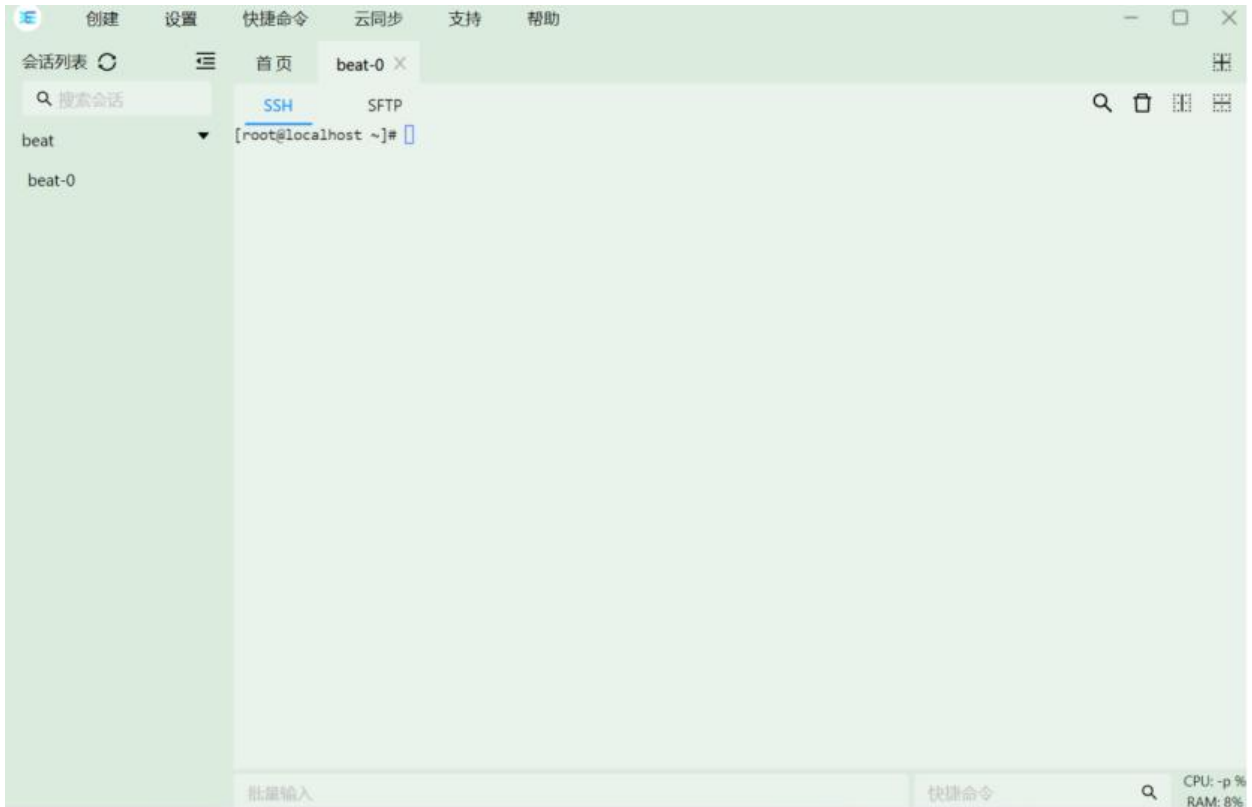 创建 设置 快捷命令 云同步 支持 帮助
会话列表 首页 beat-0
搜索会话 SSH SFTP
beat [root@localhost ~]#
beat-0
批量输入 快捷命令 CPU: -p %
RAM: 8%